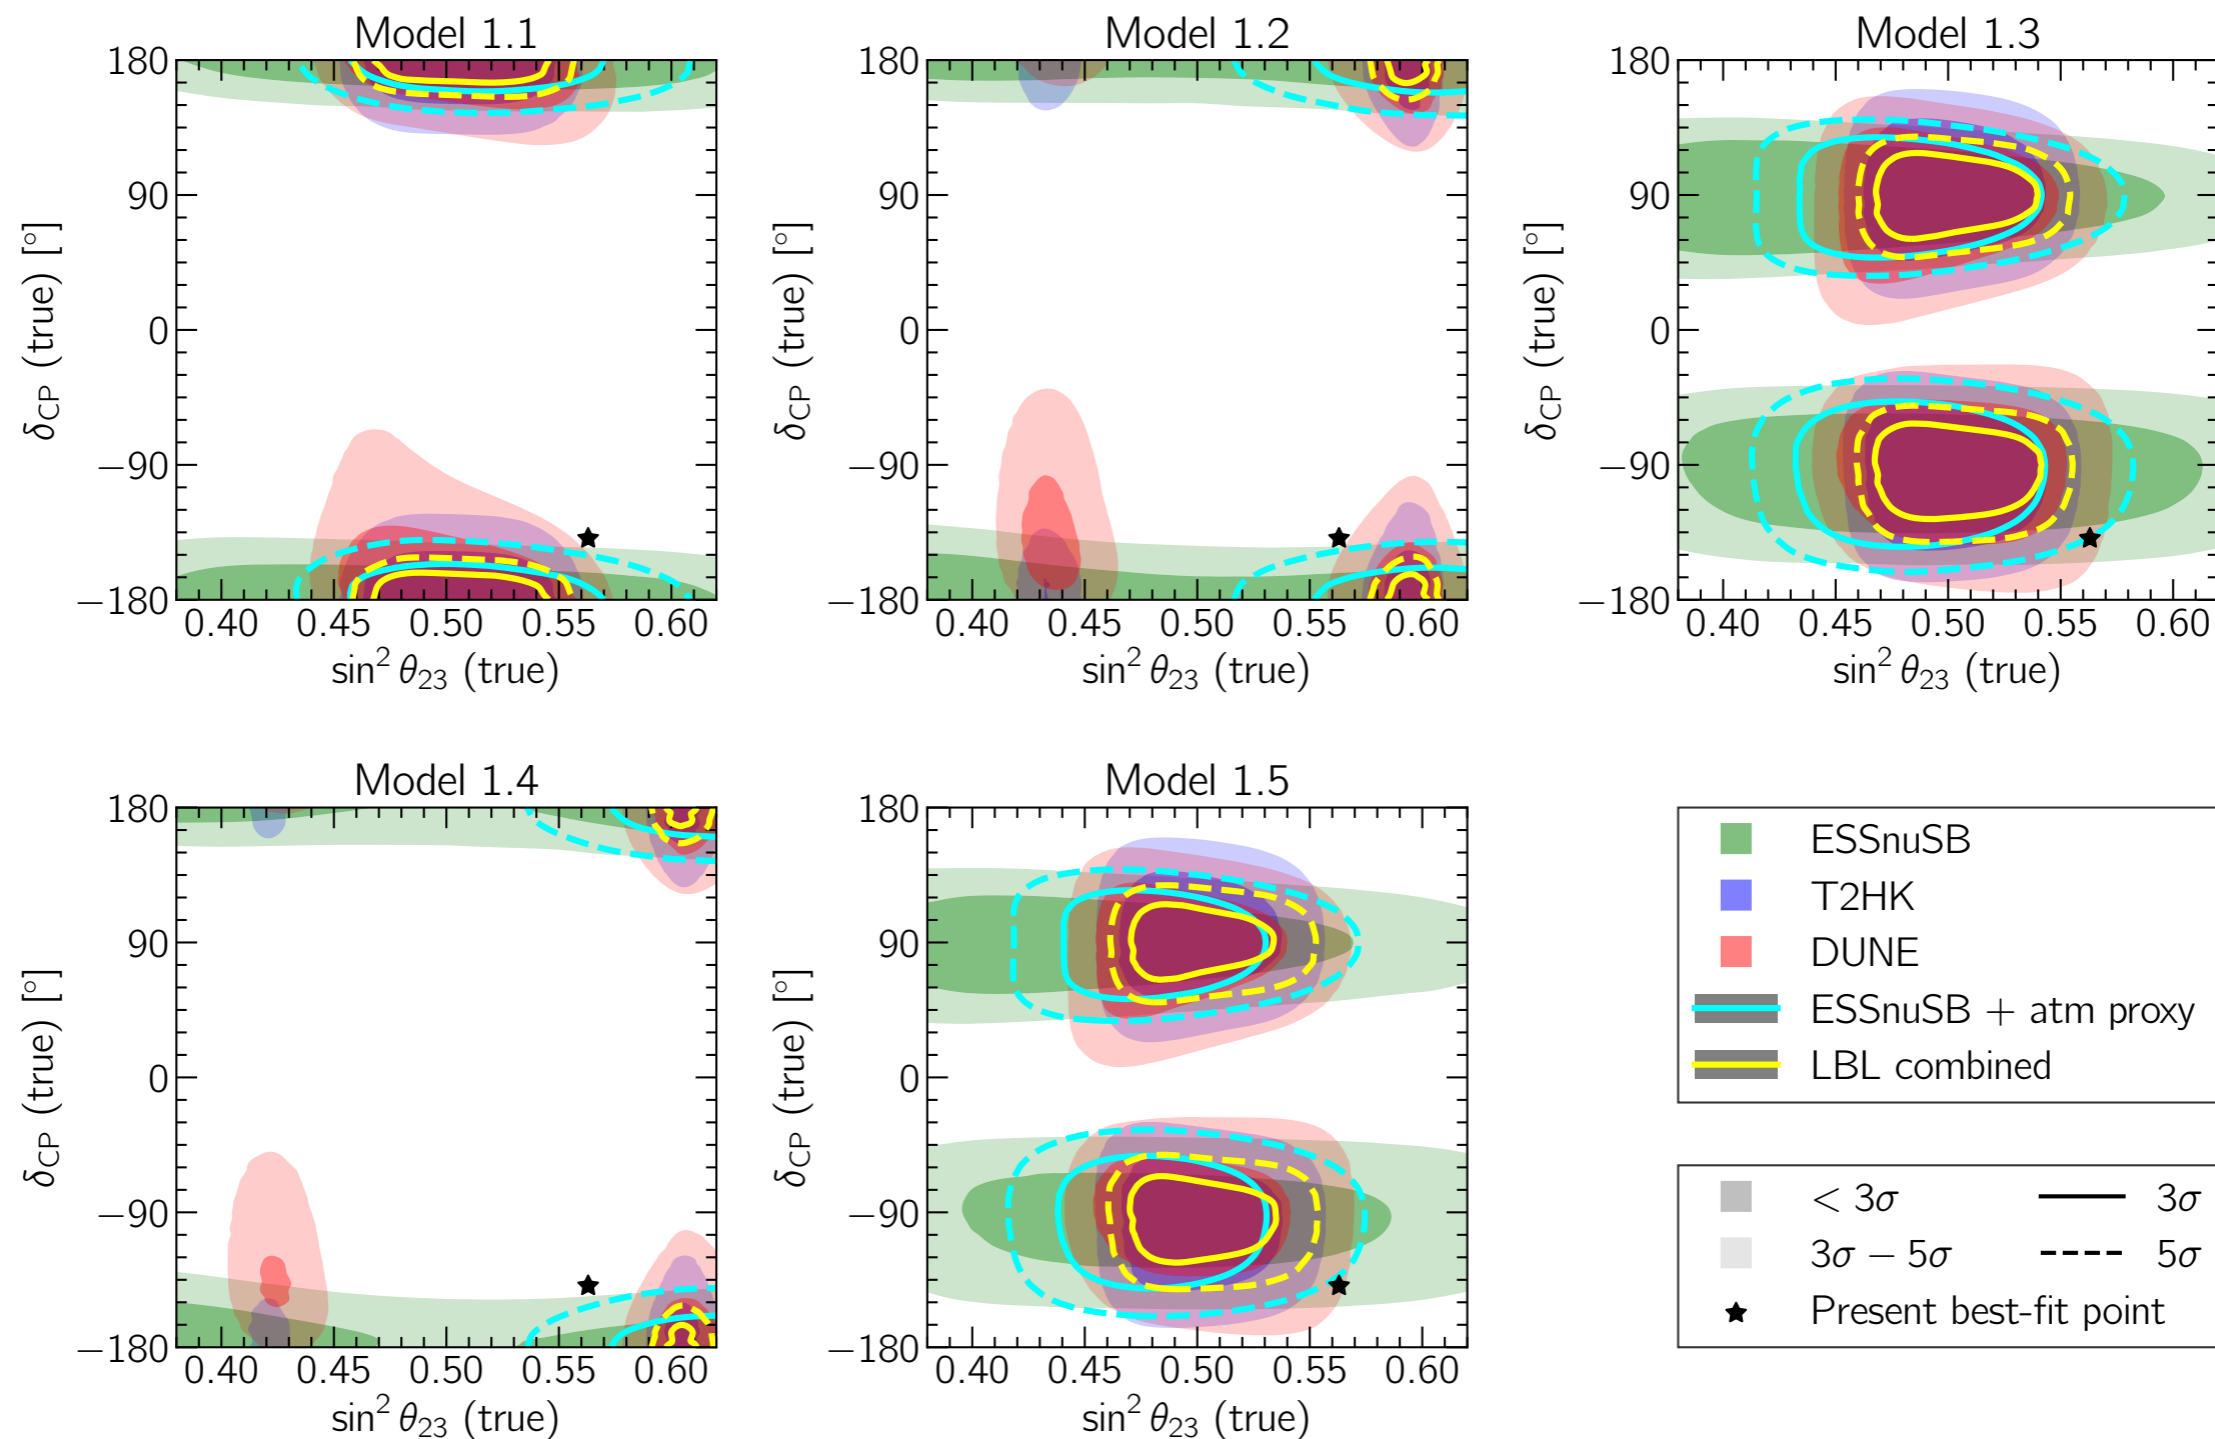 Model 1.1
180
90
0
−90
−180
δCP (true) [°]
0.40 0.45 0.50 0.55 0.60
sin² θ23 (true)
Model 1.2
180
90
0
−90
−180
δCP (true) [°]
0.40 0.45 0.50 0.55 0.60
sin² θ23 (true)
Model 1.3
180
90
0
−90
−180
δCP (true) [°]
0.40 0.45 0.50 0.55 0.60
sin² θ23 (true)
Model 1.4
180
90
0
−90
−180
δCP (true) [°]
0.40 0.45 0.50 0.55 0.60
sin² θ23 (true)
Model 1.5
180
90
0
−90
−180
δCP (true) [°]
0.40 0.45 0.50 0.55 0.60
sin² θ23 (true)
ESSnuSB
T2HK
DUNE
ESSnuSB + atm proxy
LBL combined
< 3σ 3σ
3σ − 5σ 5σ
Present best-fit point